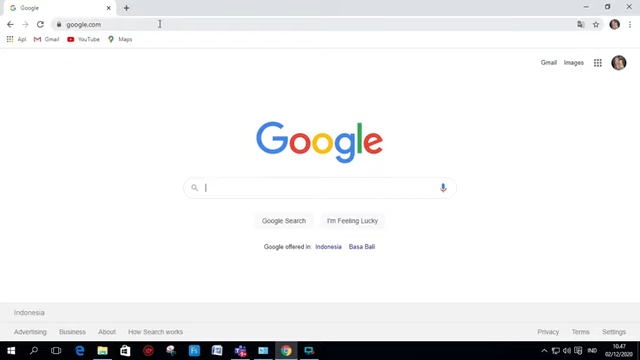 Google
google.com
Apl Gmail YouTube Maps
Gmail Images
Google
Google Search I'm Feeling Lucky
Google offered in: Indonesia Basa Bali
Indonesia
Advertising Business About How Search works Privacy Terms Settings
IND
10.47
02/12/2020